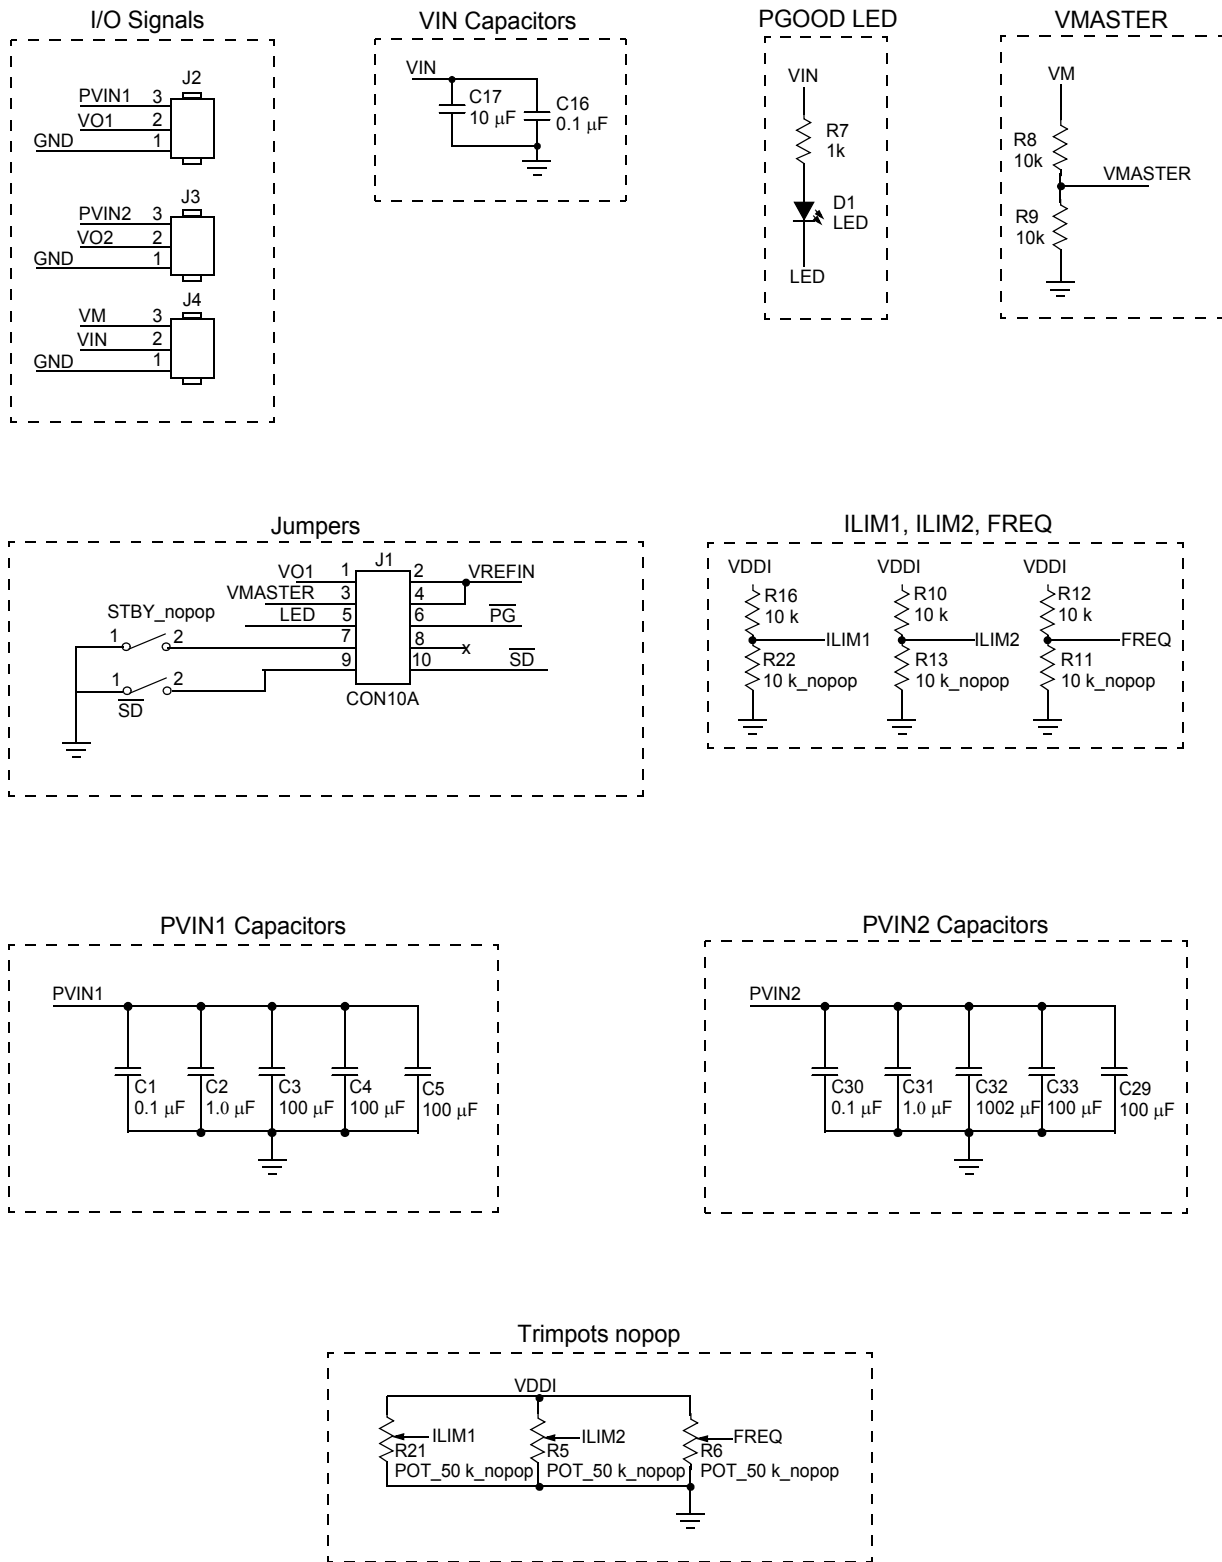 I/O Signals
J2
PVIN1 3
VO1 2
GND 1
J3
PVIN2 3
VO2 2
GND 1
J4
VM 3
VIN 2
GND 1
VIN Capacitors
VIN
C17
10 μF
C16
0.1 μF
PGOOD LED
VIN
R7
1k
D1
LED
LED
VMASTER
VM
R8
10k
VMASTER
R9
10k
Jumpers
J1
VO1 1 2 VREFIN
VMASTER 3 4
STBY_nopop
LED 5 6 PG
1 2 7 8 x
9 10 SD
1 2
SD
CON10A
ILIM1, ILIM2, FREQ
VDDI VDDI VDDI
R16
10 k
ILIM1
R22
10 k_nopop
R10
10 k
ILIM2
R13
10 k_nopop
R12
10 k
FREQ
R11
10 k_nopop
PVIN1 Capacitors
PVIN1
C1
0.1 μF
C2
1.0 μF
C3
100 μF
C4
100 μF
C5
100 μF
PVIN2 Capacitors
PVIN2
C30
0.1 μF
C31
1.0 μF
C32
1002 μF
C33
100 μF
C29
100 μF
Trimpots nopop
VDDI
ILIM1
R21
POT_50 k_nopop
ILIM2
R5
POT_50 k_nopop
FREQ
R6
POT_50 k_nopop